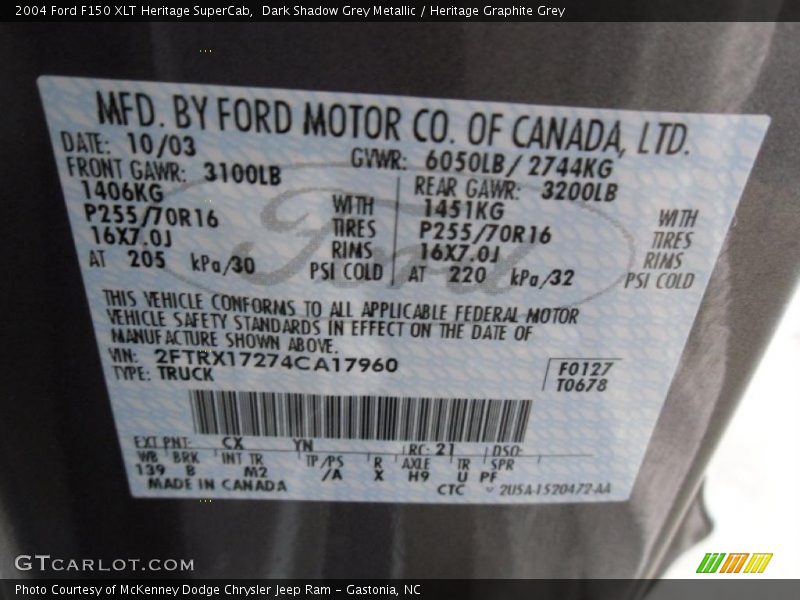 2004 Ford F150 XLT Heritage SuperCab,  Dark Shadow Grey Metallic / Heritage Graphite Grey
MFD. BY FORD MOTOR CO. OF CANADA, LTD.
DATE: 10/03 GVWR: 6050LB/ 2744KG
FRONT GAWR: 3100LB REAR GAWR: 3200LB
1406KG WITH 1451KG WITH
P255/70R16 TIRES P255/70R16 TIRES
16X7.0J RIMS 16X7.0J RIMS
AT 205 kPa/30 PSI COLD AT 220 kPa/32 PSI COLD
Ford
THIS VEHICLE CONFORMS TO ALL APPLICABLE FEDERAL MOTOR
VEHICLE SAFETY STANDARDS IN EFFECT ON THE DATE OF
MANUFACTURE SHOWN ABOVE.
VIN: 2FTRX17274CA17960 F0127
TYPE: TRUCK T0678
EXT PNT: CX YN RC: 21 DSO:
WB BRK INT TR TP/PS R AXLE TR SPR
139 B M2 /A X H9 U PF
MADE IN CANADA CTC 2U5A-1520472-AA
GTCARLOT.COM
Photo Courtesy of McKenney Dodge Chrysler Jeep Ram - Gastonia, NC